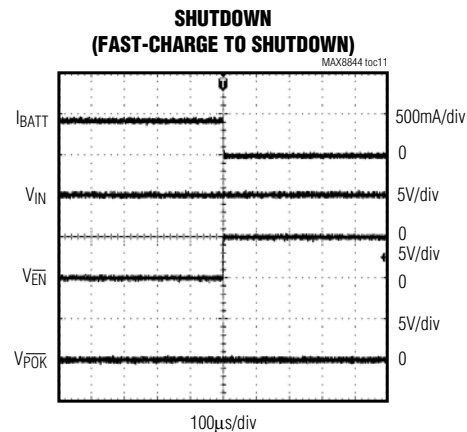 SHUTDOWN
(FAST-CHARGE TO SHUTDOWN)
MAX8844 toc11
IBATT
500mA/div
0
VIN
5V/div
0
5V/div
VEN
0
5V/div
VPOK
0
100µs/div